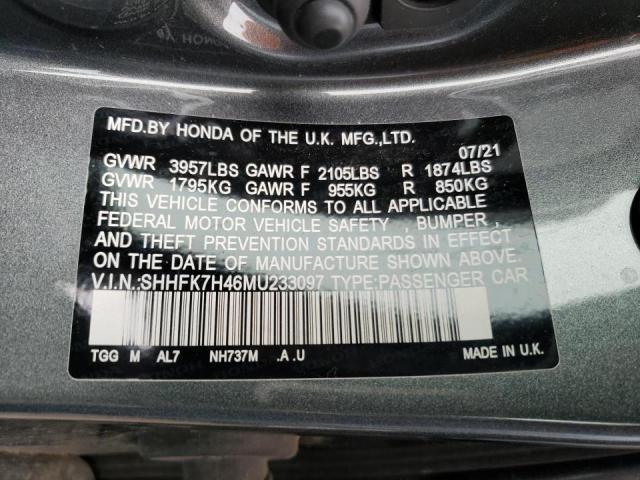 MFD.BY HONDA OF THE U.K. MFG.,LTD.
07/21
GVWR 3957LBS GAWR F 2105LBS R 1874LBS
GVWR 1795KG GAWR F 955KG R 850KG
THIS VEHICLE CONFORMS TO ALL APPLICABLE
FEDERAL MOTOR VEHICLE SAFETY , BUMPER ,
AND THEFT PREVENTION STANDARDS IN EFFECT
ON THE DATE OF MANUFACTURE SHOWN ABOVE.
V.I.N.:SHHFK7H46MU233097 TYPE:PASSENGER CAR
TGG M AL7 NH737M .A .U MADE IN U.K.